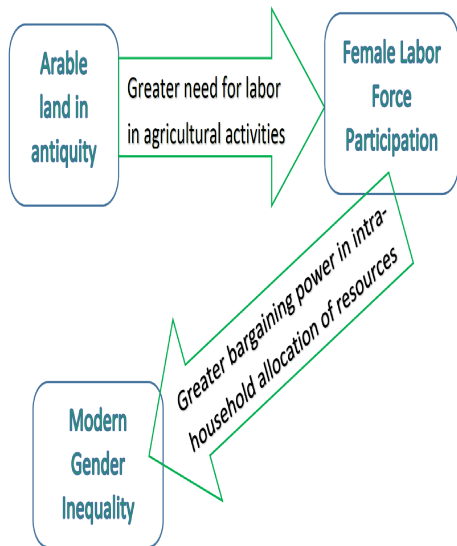 Arable
land in
antiquity
Greater need for labor
in agricultural activities
Female Labor
Force
Participation
Greater bargaining power in intra-
household allocation of resources
Modern
Gender
Inequality